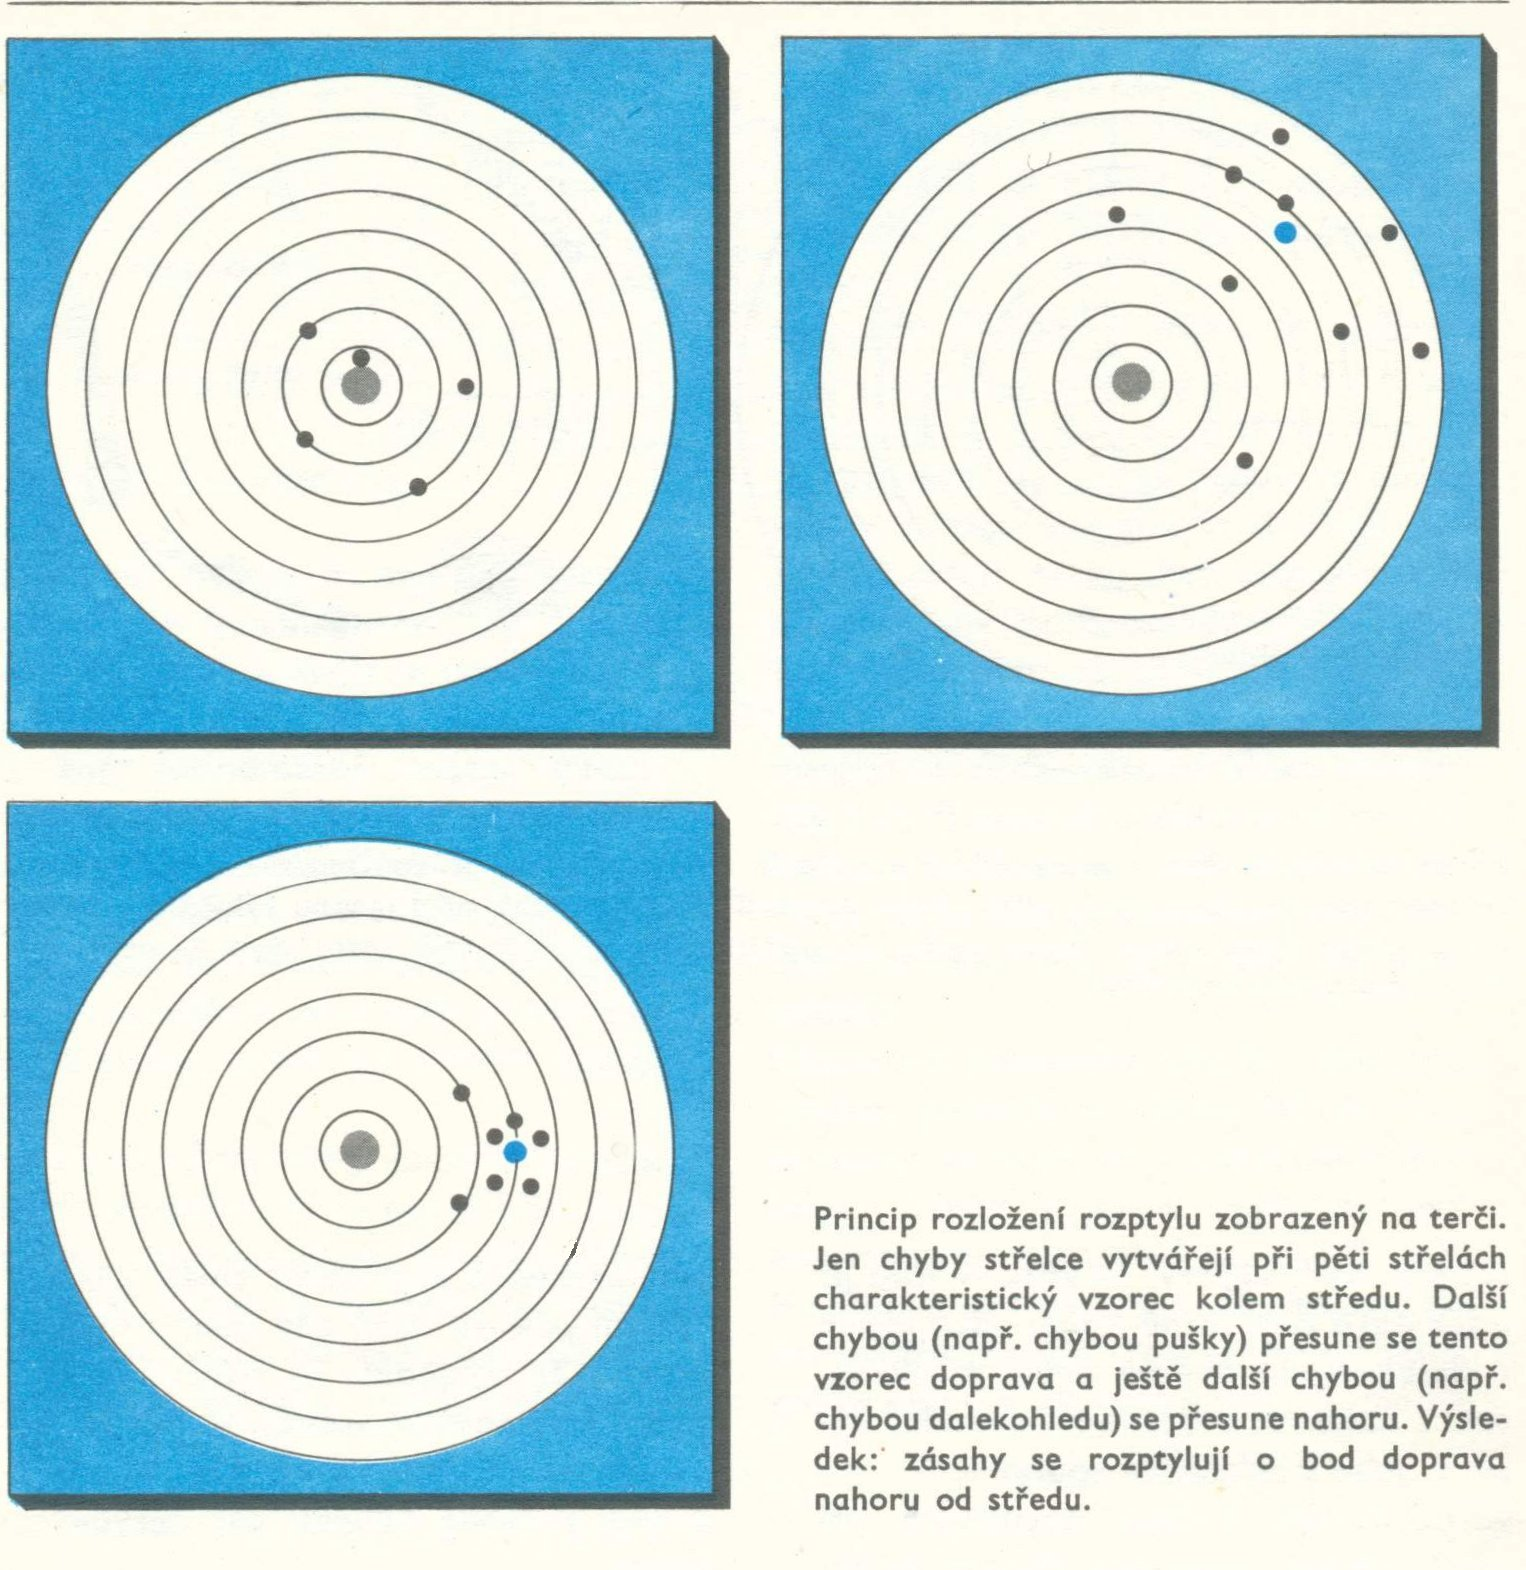 Princip rozložení rozptylu zobrazený na terči.
Jen chyby střelce vytvářejí při pěti střelách
charakteristický vzorec kolem středu. Další
chybou (např. chybou pušky) přesune se tento
vzorec doprava a ještě další chybou (např.
chybou dalekohledu) se přesune nahoru. Výsle-
dek: zásahy se rozptylují o bod doprava
nahoru od středu.